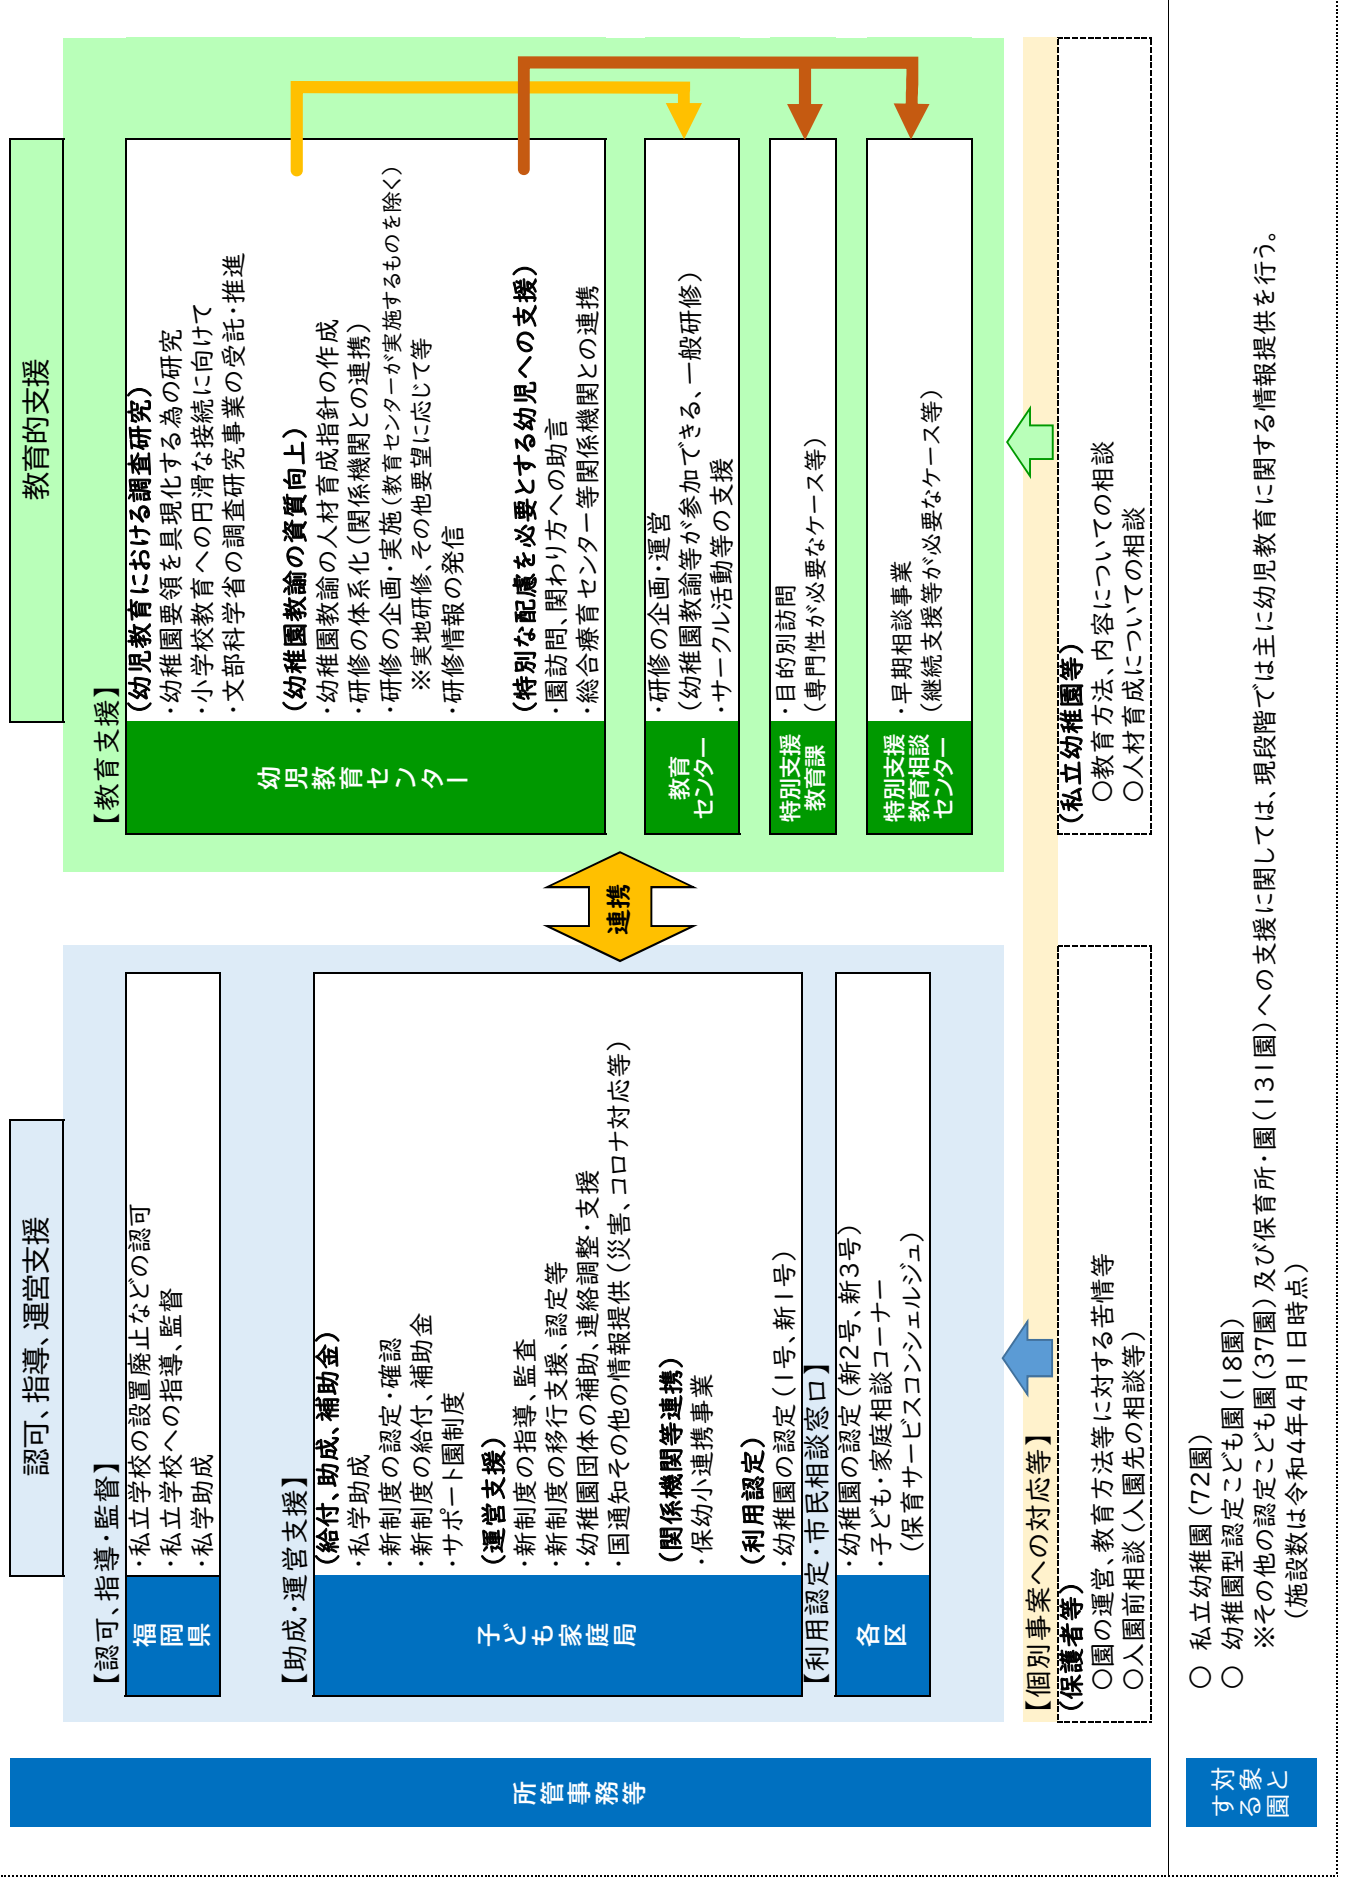 所管事務等
認可、指導、運営支援
【認可、指導・監督】
福岡県
・私立学校の設置廃止などの認可
・私立学校への指導、監督
・私学助成
【助成・運営支援】
子ども家庭局
(給付、助成、補助金)
・私学助成
・新制度の認定・確認
・新制度の給付、補助金
・サポート園制度
(運営支援)
・新制度の指導、監査
・新制度の移行支援、認定等
・幼稚園団体の補助、連絡調整・支援
・国通知その他の情報提供(災害、コロナ対応等)
(関係機関等連携)
・保幼小連携事業
(利用認定)
・幼稚園の認定(1号、新1号)
【利用認定・市民相談窓口】
各区
・幼稚園の認定(新2号、新3号)
・子ども・家庭相談コーナー
(保育サービスコンシェルジュ)
連携
教育的支援
【教育支援】
幼児教育センター
(幼児教育における調査研究)
・幼稚園要領を具現化する為の研究
・小学校教育への円滑な接続に向けて
・文部科学省の調査研究事業の受託・推進
(幼稚園教諭の資質向上)
・幼稚園教諭の人材育成指針の作成
・研修の体系化(関係機関との連携)
・研修の企画・実施(教育センターが実施するものを除く)
※実地研修、その他要望に応じて等
・研修情報の発信
(特別な配慮を必要とする幼児への支援)
・園訪問、関わり方への助言
・総合療育センター等関係機関との連携
教育
センター
・研修の企画・運営
(幼稚園教諭等が参加できる、一般研修)
・サークル活動等の支援
特別支援
教育課
・目的別訪問
(専門性が必要なケース等)
特別支援
教育相談
センター
・早期相談事業
(継続支援等が必要なケース等)
【個別事案への対応等】
(保護者等)
○園の運営、教育方法等に対する苦情等
○入園前相談(入園先の相談等)
(私立幼稚園等)
○教育方法、内容についての相談
○人材育成についての相談
対象と
する園
○ 私立幼稚園(72園)
○ 幼稚園型認定こども園(18園)
※その他の認定こども園(37園)及び保育所・園(131園)への支援に関しては、現段階では主に幼児教育に関する情報提供を行う。
(施設数は令和4年4月1日時点)